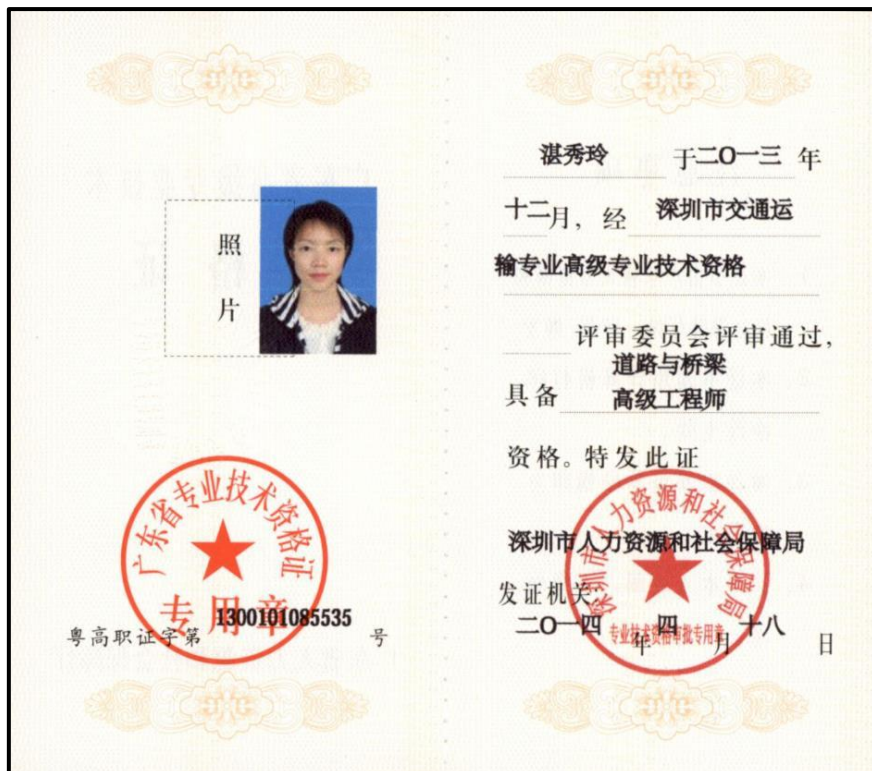 照
片
广东省专业技术资格证
专用章
粤高职证字第 1300101085535 号
湛秀玲 于二〇一三 年
十二月，经 深圳市交通运
输专业高级专业技术资格
评审委员会评审通过，
道路与桥梁
具备 高级工程师
资格。特发此证
深圳市人力资源和社会保障局
深圳市人力资源和社会保障局
发证机关：
二〇一四 年 四 月 十八 日
专业技术资格审批专用章